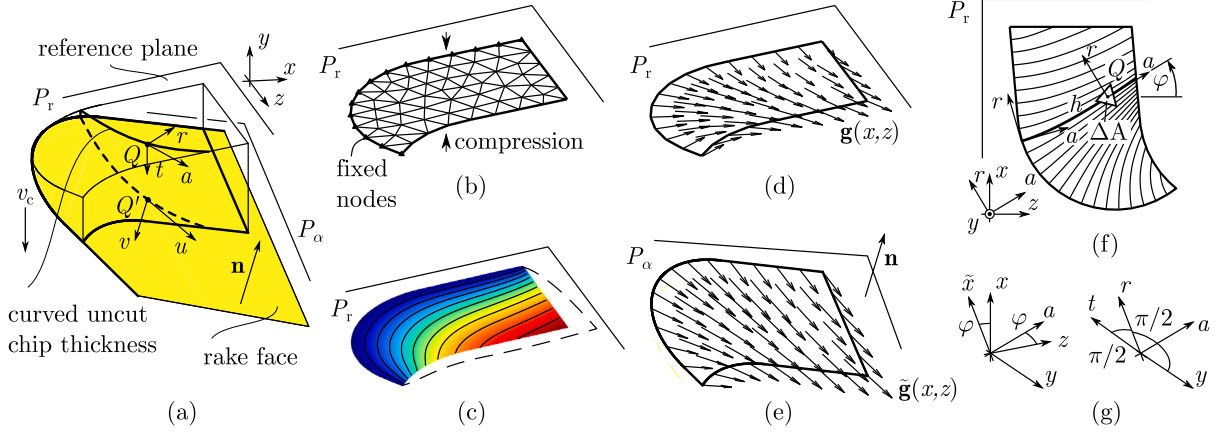 reference plane
y
x
z
P_r
r
Q
t
a
Q′
v
u
v_c
n
P_α
curved uncut
chip thickness
rake face
(a)
P_r
compression
fixed
nodes
(b)
P_r
(c)
P_r
g(x,z)
(d)
P_α
n
g̃(x,z)
(e)
P_r
r
Q
a
φ
r
h
a
ΔA
r
x
a
y
z
(f)
x̃
x
φ
φ
a
z
y
r
t
π/2
a
π/2
y
(g)